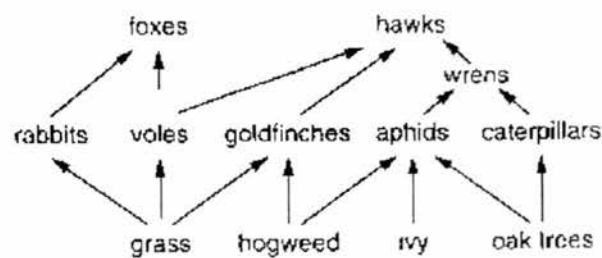 foxes hawks
wrens
rabbits voles goldfinches aphids caterpillars
grass hogweed ivy oak trees